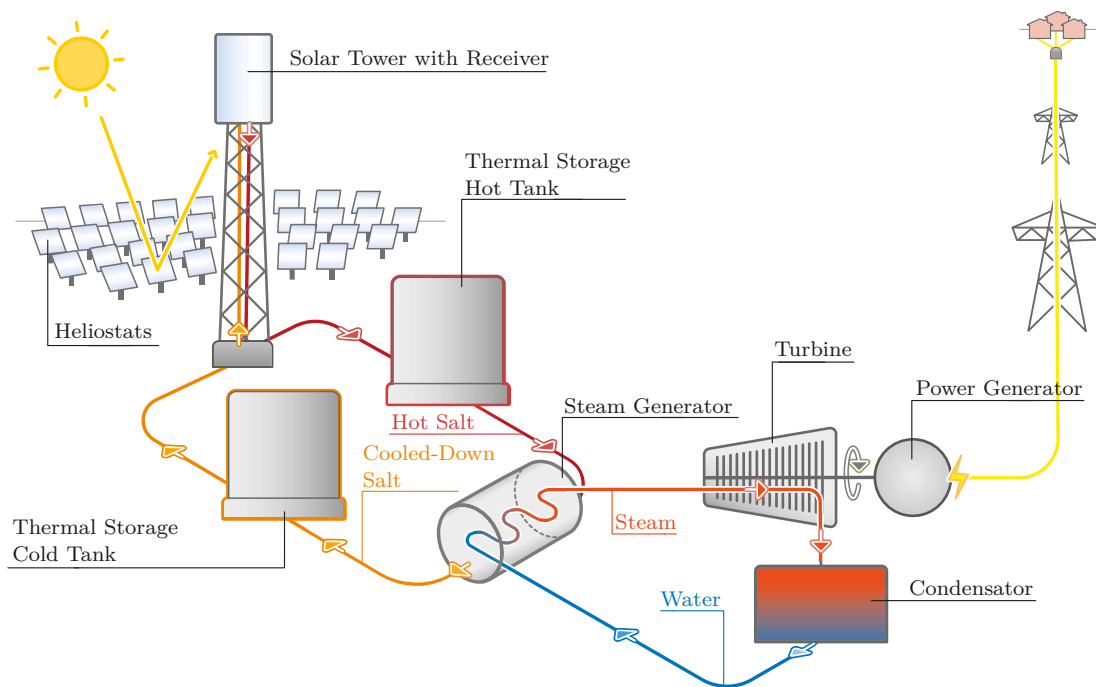 Solar Tower with Receiver
Thermal Storage
Hot Tank
Heliostats
Turbine
Power Generator
Hot Salt
Steam Generator
Cooled-Down
Salt
Thermal Storage
Cold Tank
Steam
Condensator
Water